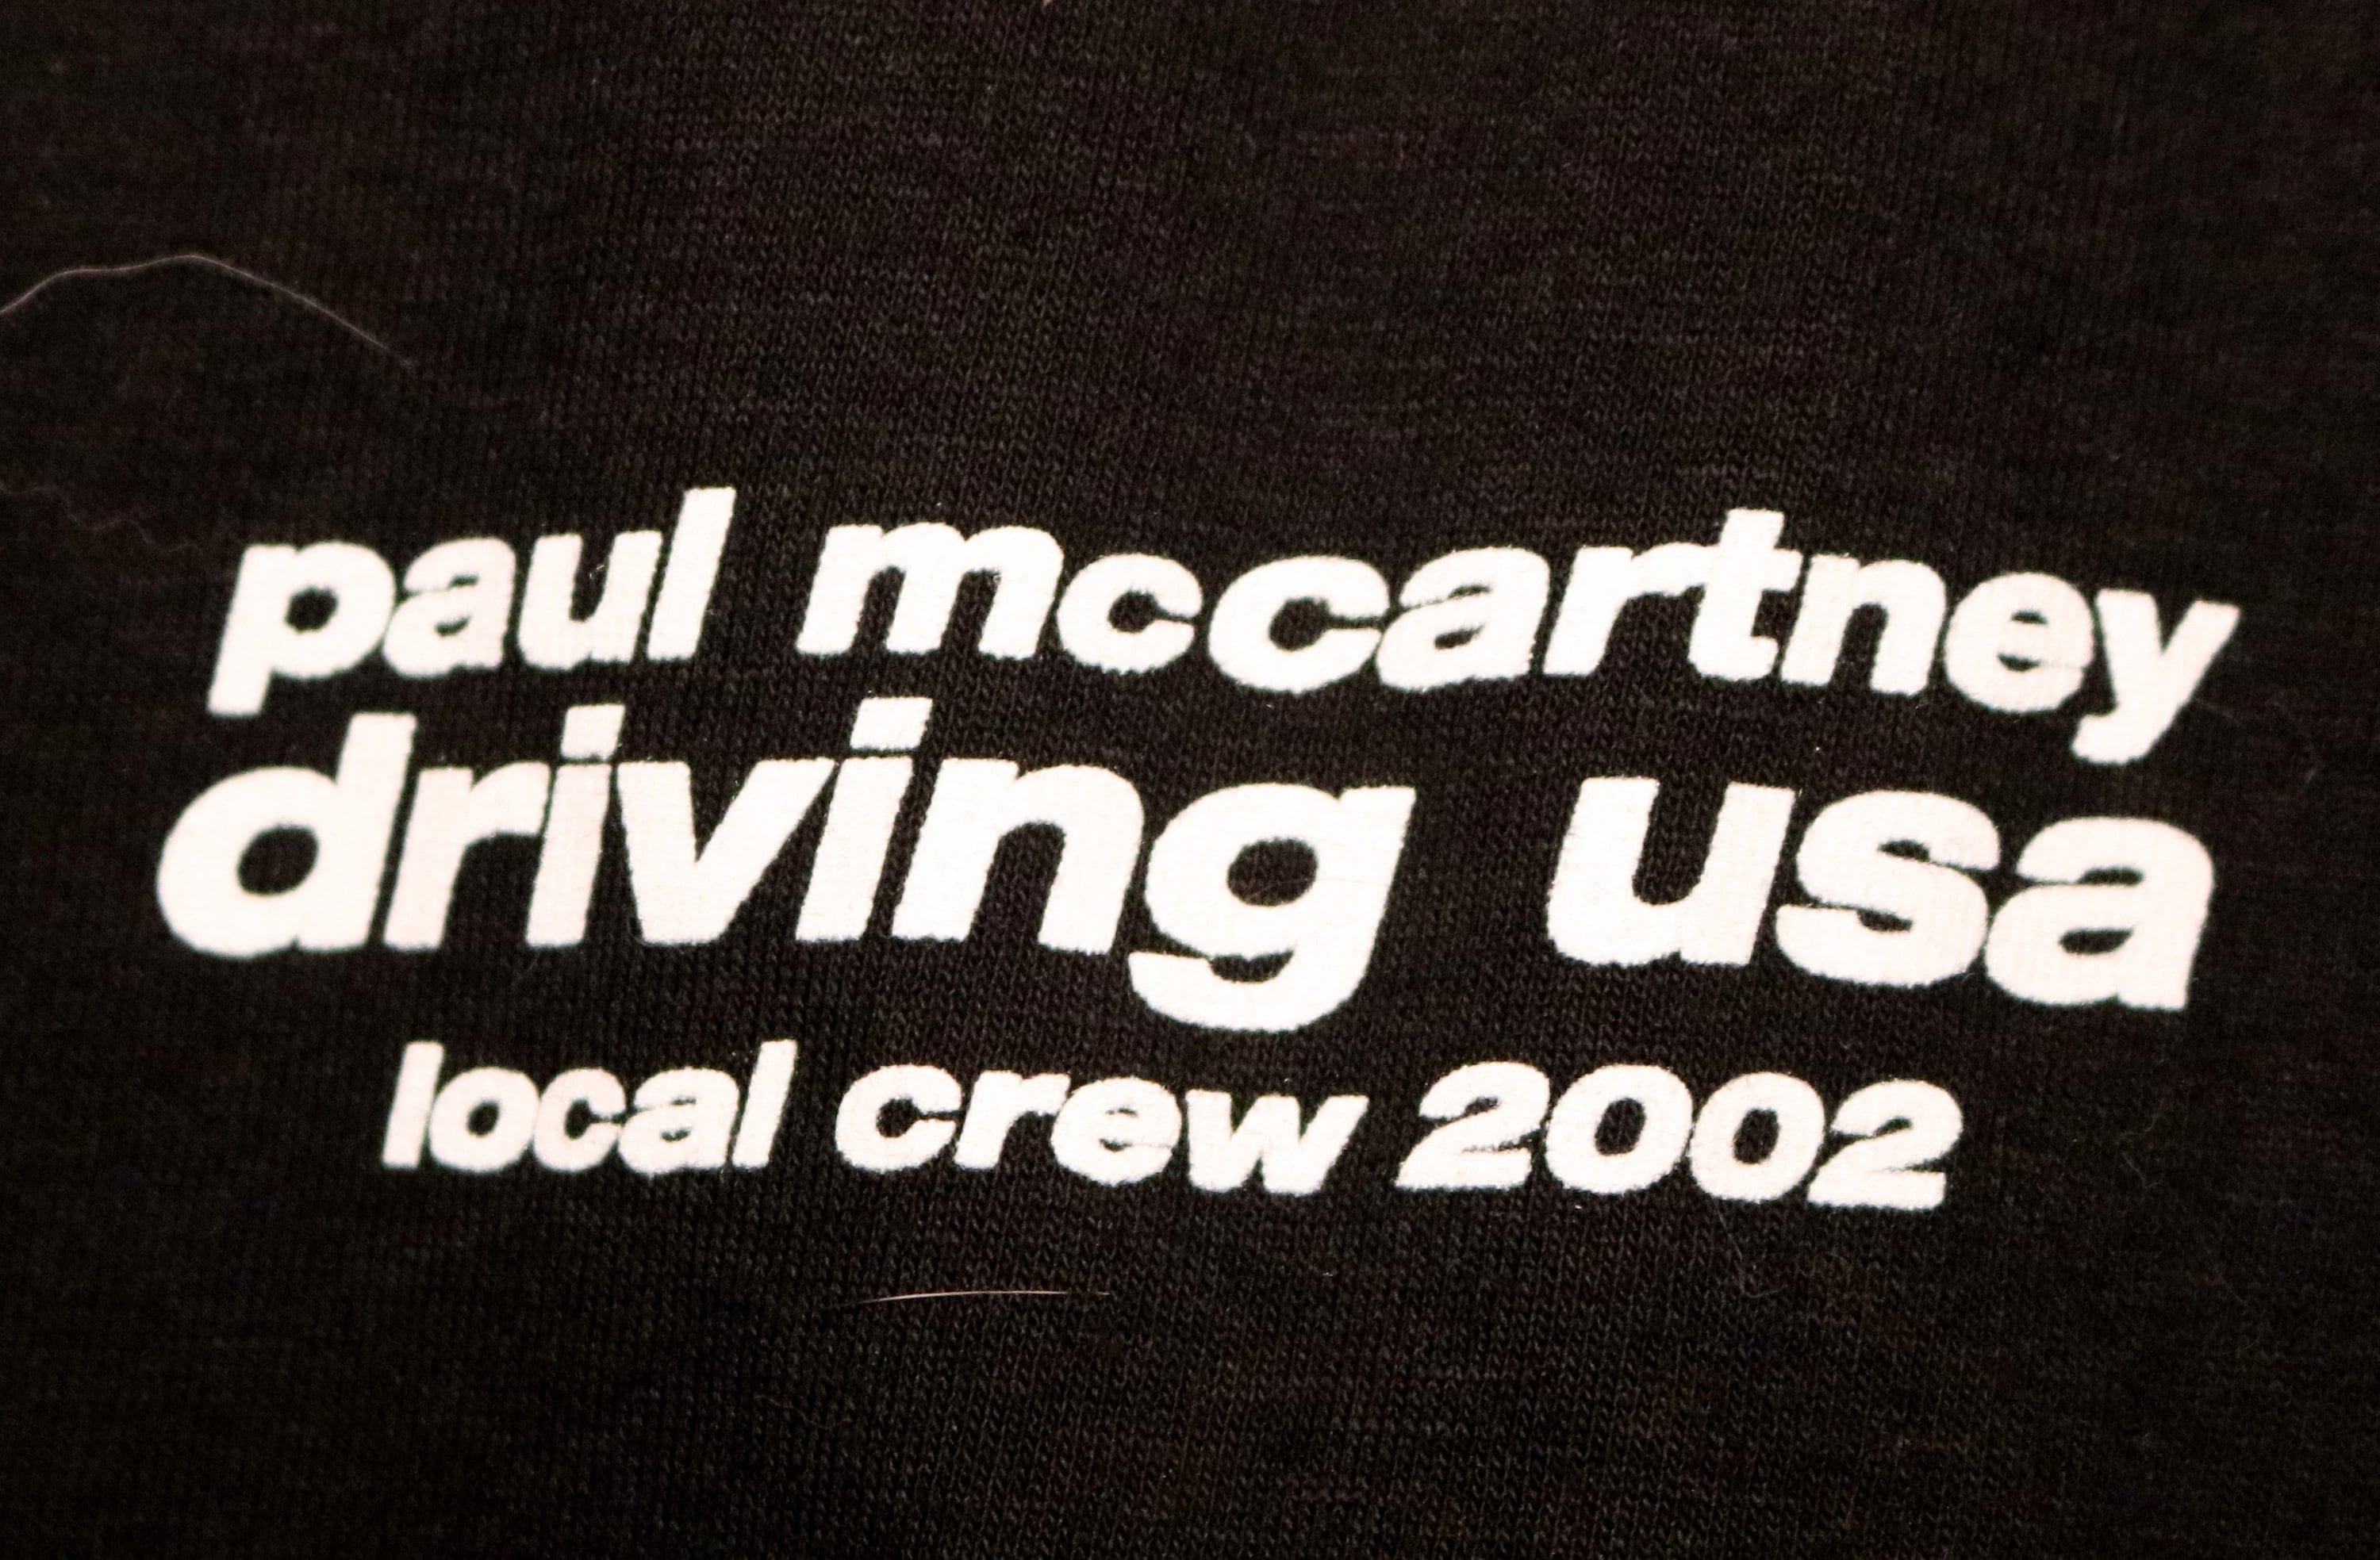 paul mccartney
driving usa
local crew 2002